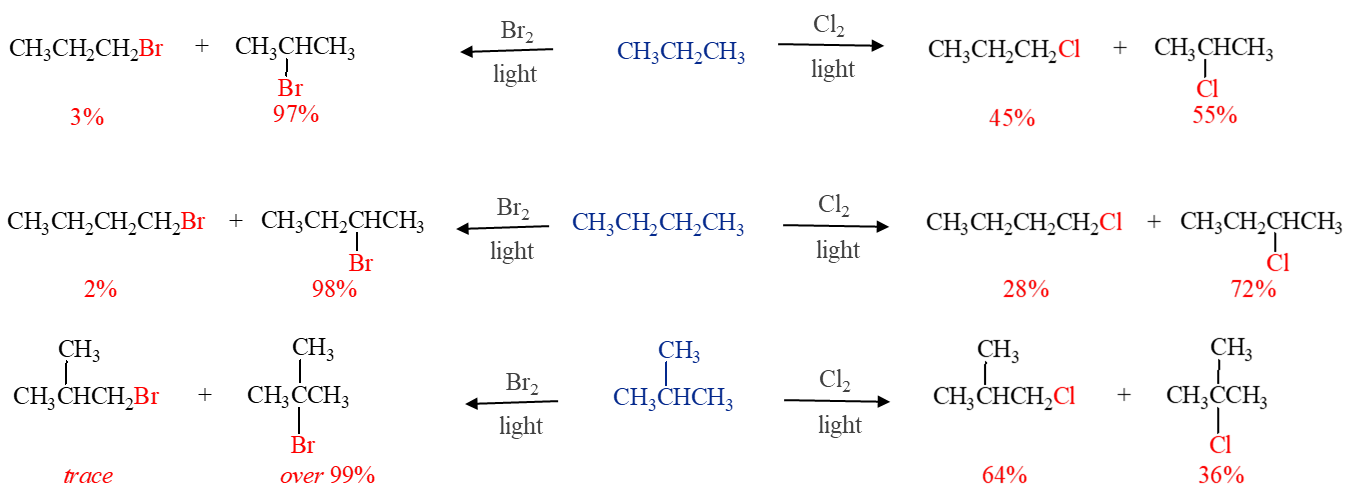 CH₃CH₂CH₂Br + CH₃CHCH₃ Br₂ CH₃CH₂CH₃ Cl₂ CH₃CH₂CH₂Cl + CH₃CHCH₃
light light
Br Cl
3% 97% 45% 55%
CH₃CH₂CH₂CH₂Br + CH₃CH₂CHCH₃ Br₂ CH₃CH₂CH₂CH₃ Cl₂ CH₃CH₂CH₂CH₂Cl + CH₃CH₂CHCH₃
light light
Br Cl
2% 98% 28% 72%
CH₃ CH₃ CH₃ CH₃ CH₃
CH₃CHCH₂Br + CH₃CCH₃ Br₂ CH₃CHCH₃ Cl₂ CH₃CHCH₂Cl + CH₃CCH₃
light light
Br Cl
trace over 99% 64% 36%